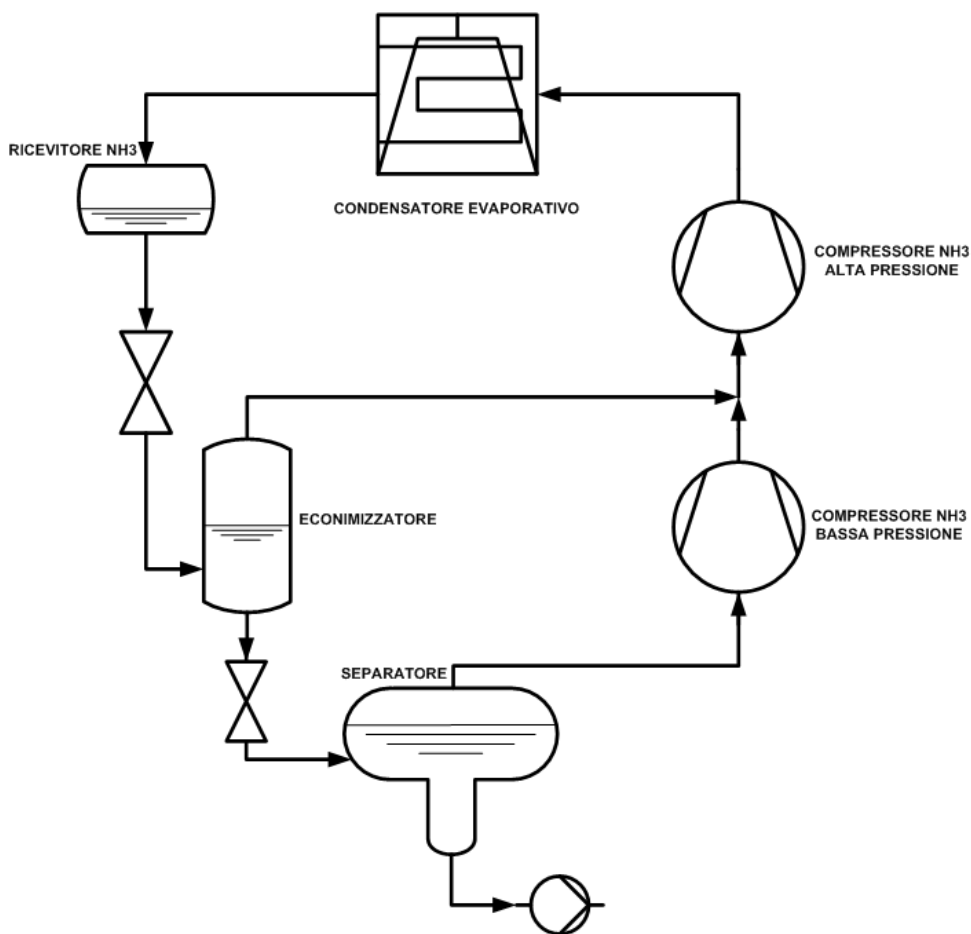 RICEVITORE NH3
CONDENSATORE EVAPORATIVO
COMPRESSORE NH3
ALTA PRESSIONE
ECONIMIZZATORE
COMPRESSORE NH3
BASSA PRESSIONE
SEPARATORE